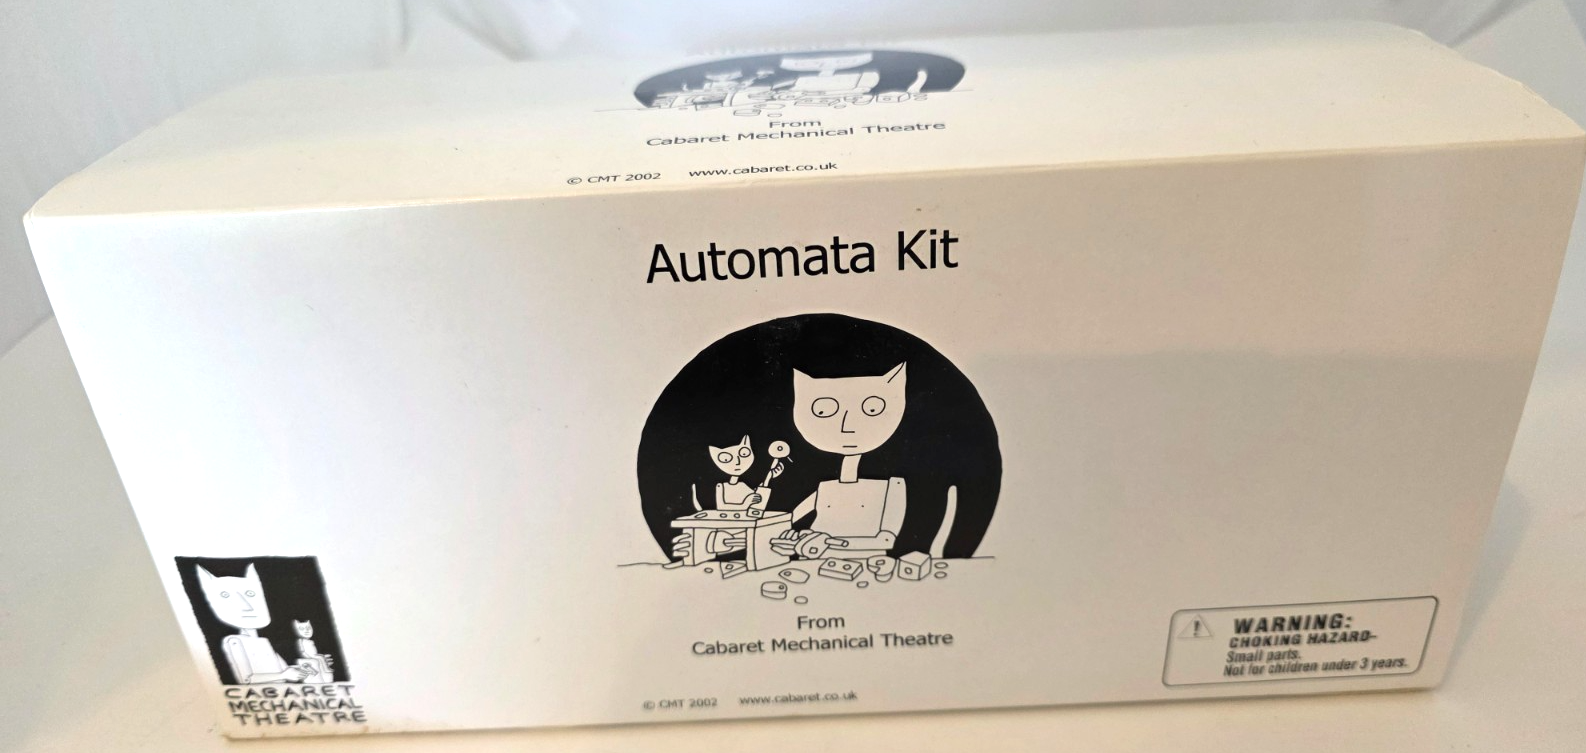 From
Cabaret Mechanical Theatre
© CMT 2002 www.cabaret.co.uk
Automata Kit
From
Cabaret Mechanical Theatre
© CMT 2002 www.cabaret.co.uk
CABARET
MECHANICAL
THEATRE
WARNING:
CHOKING HAZARD-
Small parts.
Not for children under 3 years.